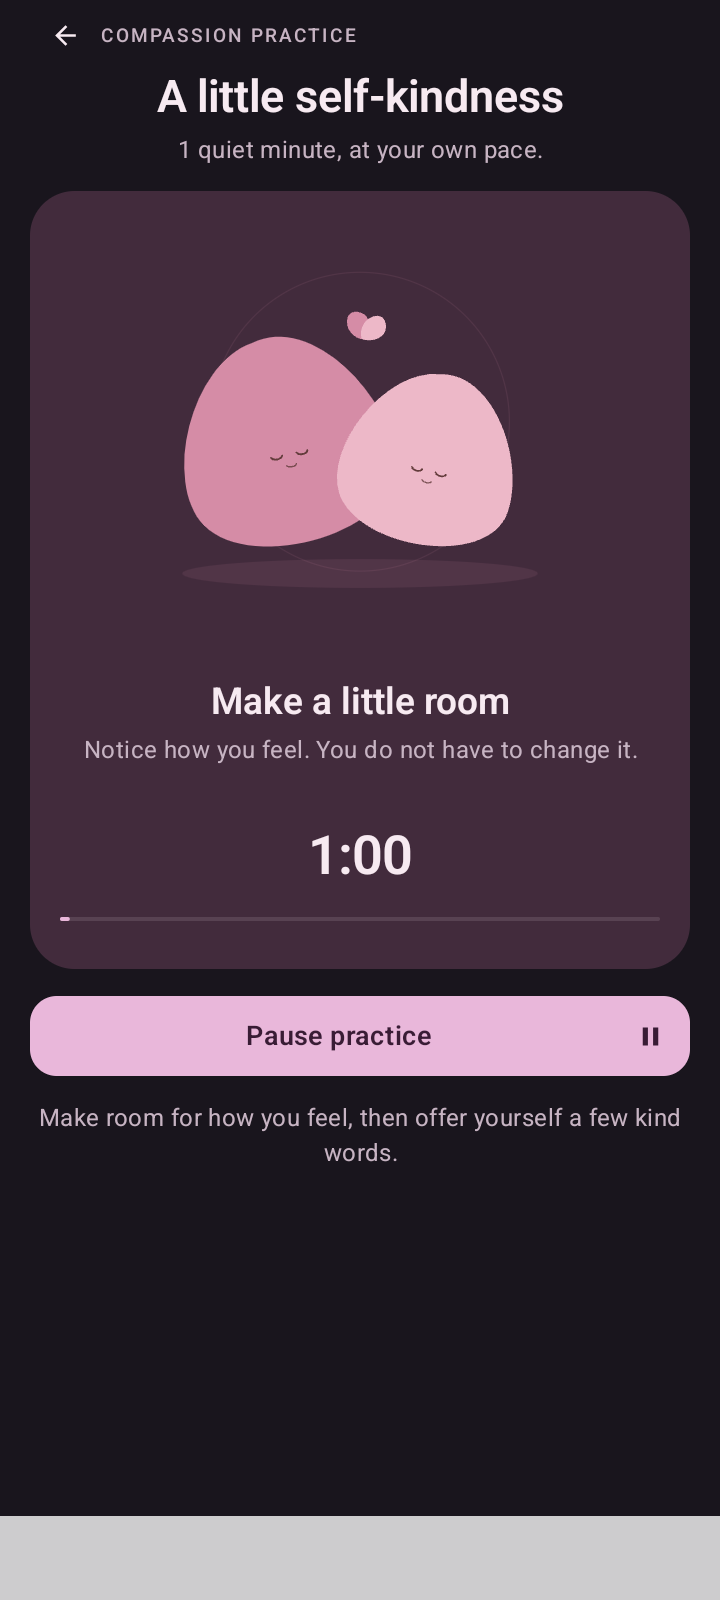 COMPASSION PRACTICE
A little self-kindness
1 quiet minute, at your own pace.
Make a little room
Notice how you feel. You do not have to change it.
1:00
Pause practice
Make room for how you feel, then offer yourself a few kind
words.